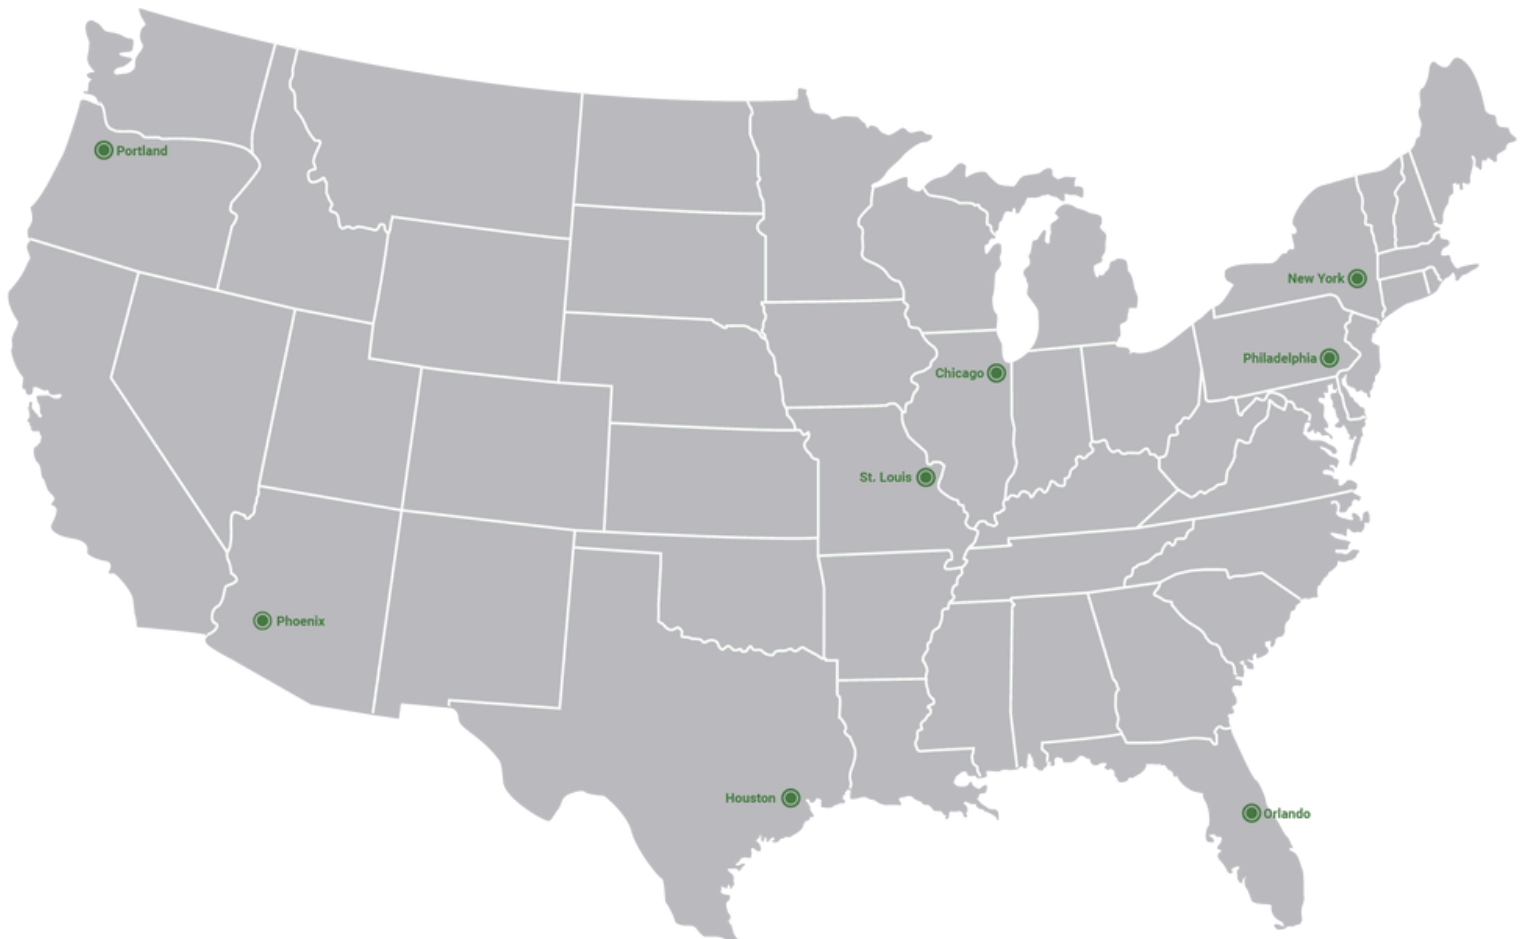 Portland
New York
Philadelphia
Chicago
St. Louis
Phoenix
Houston
Orlando